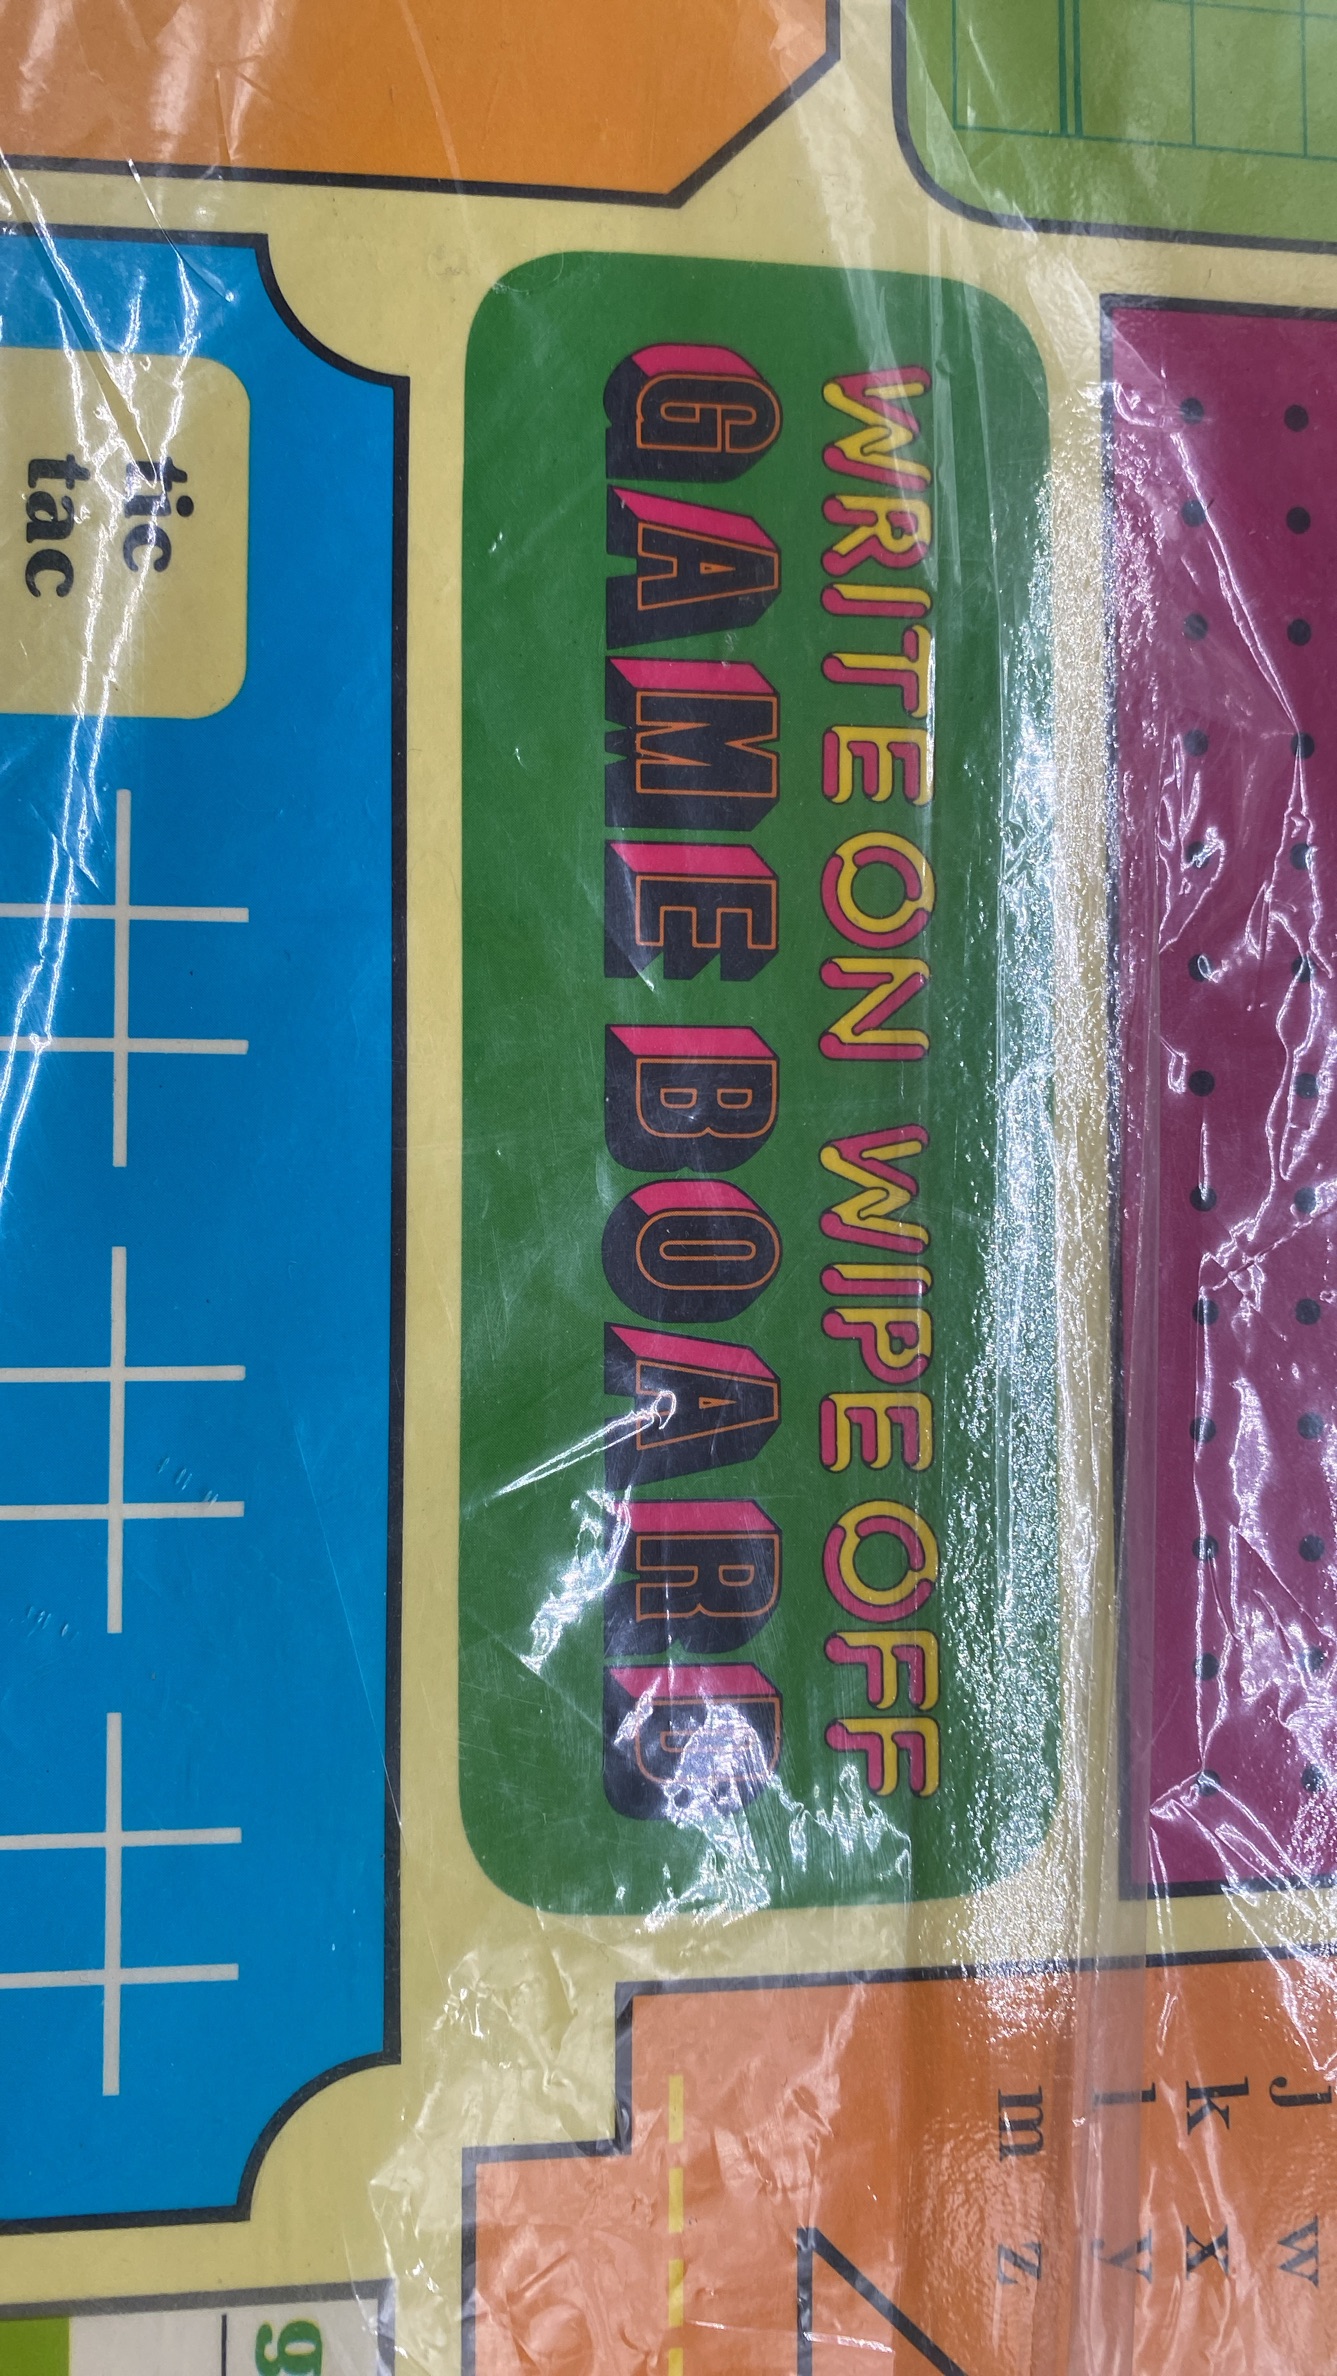 WRITE ON WIPE OFF
GAME BOARD
tic
tac
j w
k x
l y
m z
g